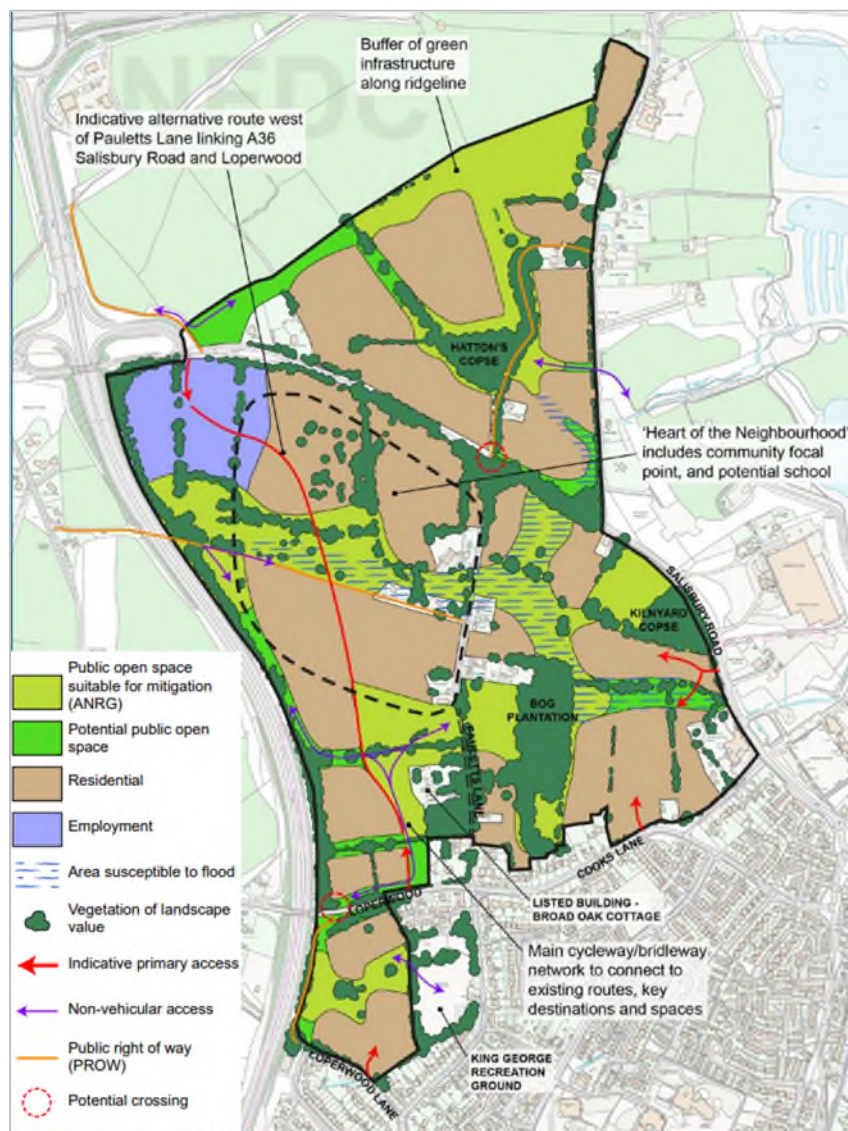 NFDC
Buffer of green
infrastructure
along ridgeline
Indicative alternative route west
of Pauletts Lane linking A36
Salisbury Road and Loperwood
HATTON'S
COPSE
'Heart of the Neighbourhood'
includes community focal
point, and potential school
SALISBURY ROAD
KILNYARD
COPSE
BOG
PLANTATION
PAULETTS LANE
COOKS LANE
LOPERWOOD
LISTED BUILDING -
BROAD OAK COTTAGE
Main cycleway/bridleway
network to connect to
existing routes, key
destinations and spaces
KING GEORGE
RECREATION
GROUND
LOPERWOOD LANE
Public open space
suitable for mitigation
(ANRG)
Potential public open
space
Residential
Employment
Area susceptible to flood
Vegetation of landscape
value
Indicative primary access
Non-vehicular access
Public right of way
(PROW)
Potential crossing